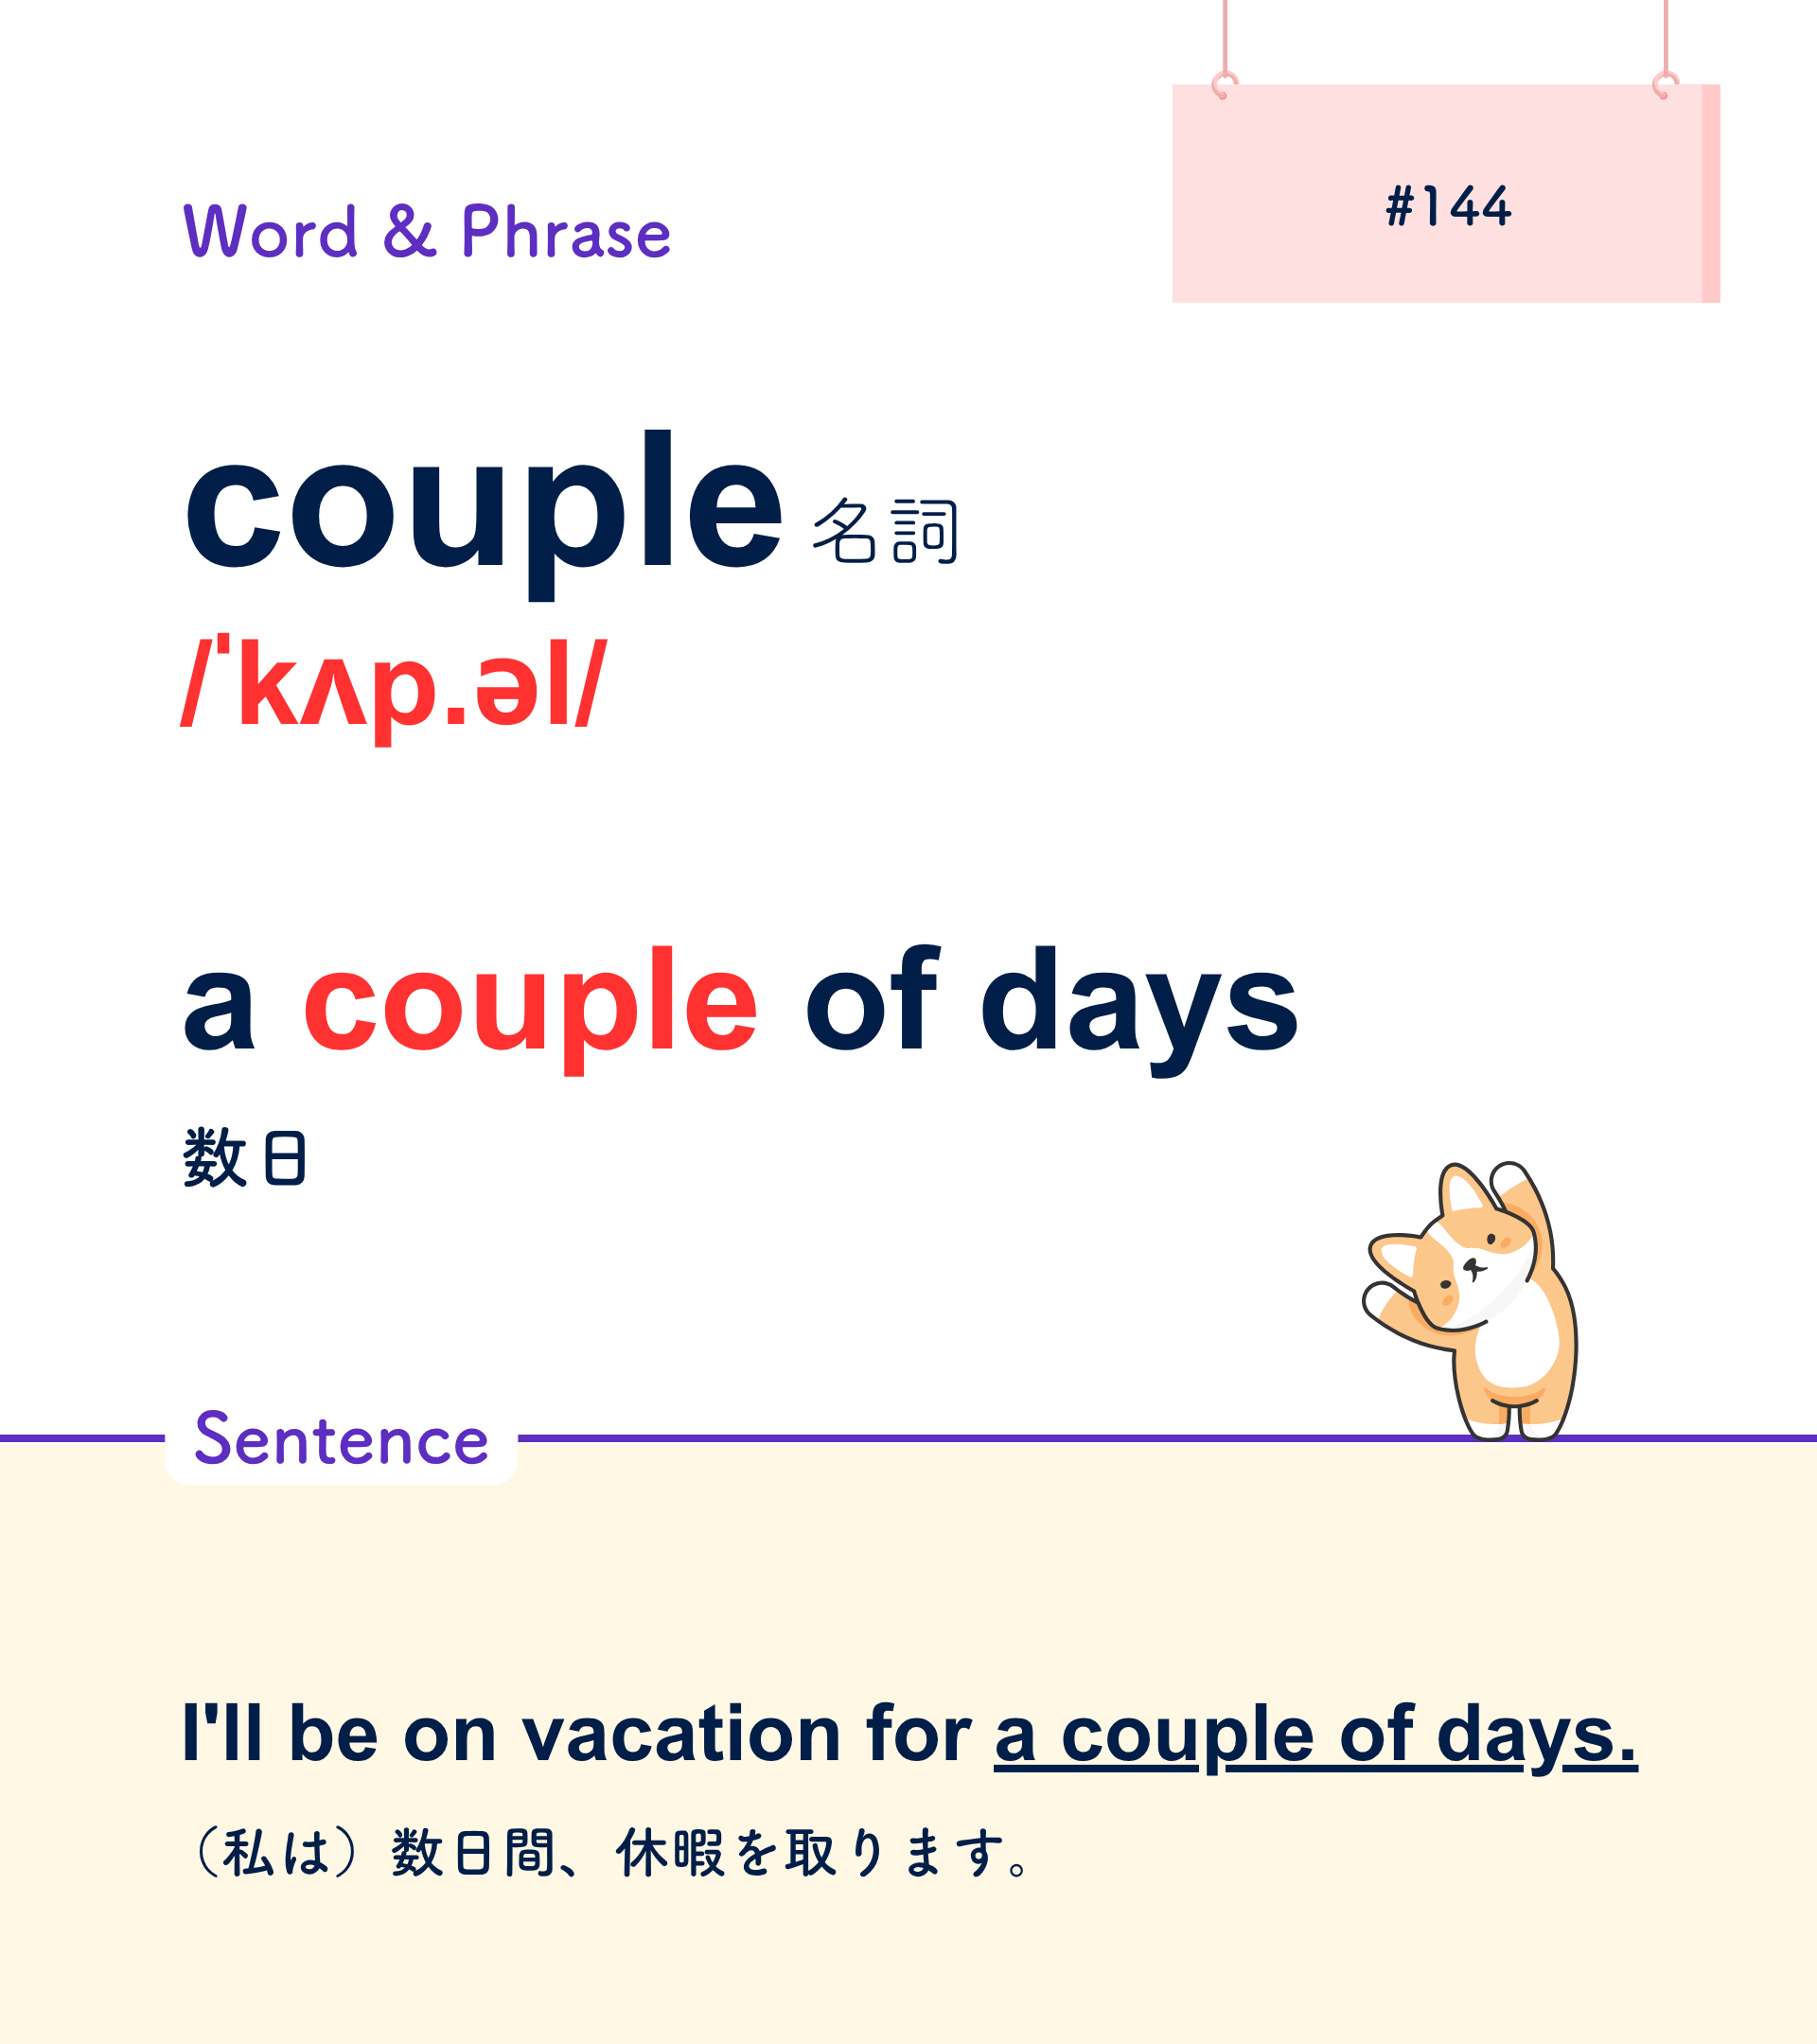 #144
Word & Phrase
couple 名詞
/ˈkʌp.əl/
a couple of days
数日
Sentence
I'll be on vacation for a couple of days.
（私は）数日間、休暇を取ります。